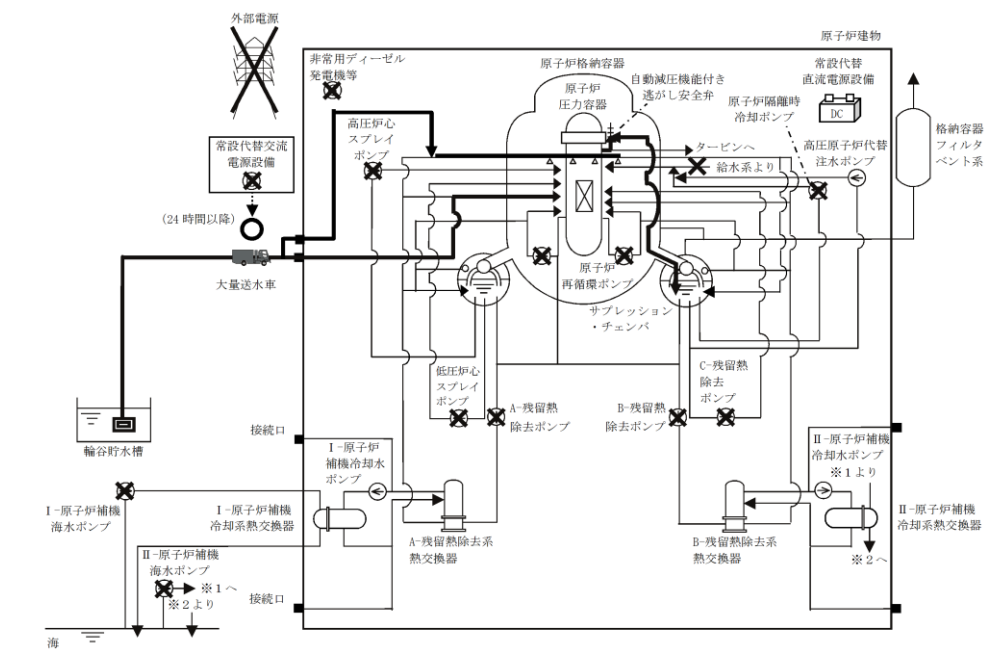 外部電源
原子炉建物
非常用ディーゼル
発電機等
原子炉格納容器
原子炉
圧力容器
自動減圧機能付き
逃がし安全弁
常設代替
直流電源設備
DC
原子炉隔離時
冷却ポンプ
高圧炉心
スプレイ
ポンプ
常設代替交流
電源設備
タービンへ
給水系より
高圧原子炉代替
注水ポンプ
格納容器
フィルタ
ベント系
(24時間以降)
大量送水車
原子炉
再循環ポンプ
サプレッション
・チェンバ
低圧炉心
スプレイ
ポンプ
A-残留熱
除去ポンプ
B-残留熱
除去ポンプ
C-残留熱
除去
ポンプ
輪谷貯水槽
接続口
Ⅰ-原子炉
補機冷却水
ポンプ
Ⅱ-原子炉補機
冷却水ポンプ
※1より
Ⅰ-原子炉補機
海水ポンプ
Ⅰ-原子炉補機
冷却系熱交換器
A-残留熱除去系
熱交換器
B-残留熱除去系
熱交換器
Ⅱ-原子炉補機
冷却系熱交換器
※2へ
Ⅱ-原子炉補機
海水ポンプ
※1へ
※2より
接続口
海